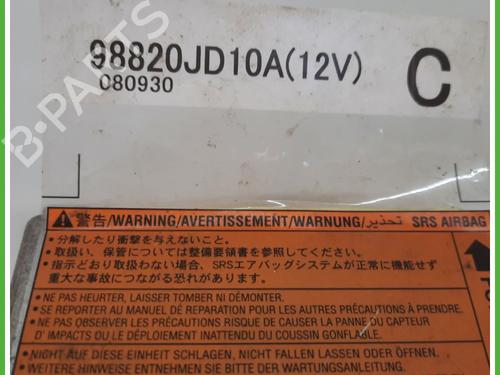 98820JD10A(12V)
080930
C
B-PARTS
⚠警告/WARNING/AVERTISSEMENT/WARNUNG/تحذير SRS AIRBAG
•分解したり衝撃を与えないこと。
•取扱い、保管については整備要領書を参照してください。
•指示どおり取扱わない場合、SRSエアバッグシステムが正常に機能せず
重大な事故につながる恐れがあります。
•NE PAS HEURTER, LAISSER TOMBER NI DÉMONTER.
•SE REPORTER AU MANUEL DE RÉPARATION POUR LES AUTRES PRÉCAUTIONS À PRENDRE.
•NE PAS OBSERVER LES PRÉCAUTIONS RISQUE DE CAUSER LA PANNE DU CAPTEUR
D' IMPACTS OU LE DÉPLOIEMENT INATTENDU DU COUSSIN GONFLABLE.
•NICHT AUF DIESE EINHEIT SCHLAGEN, NICHT FALLEN LASSEN ODER ÖFFNEN.
•WEITERE HINWEISE ENTNEHMEN SIE BITTE DER WARTUNGSANLEITUNG.